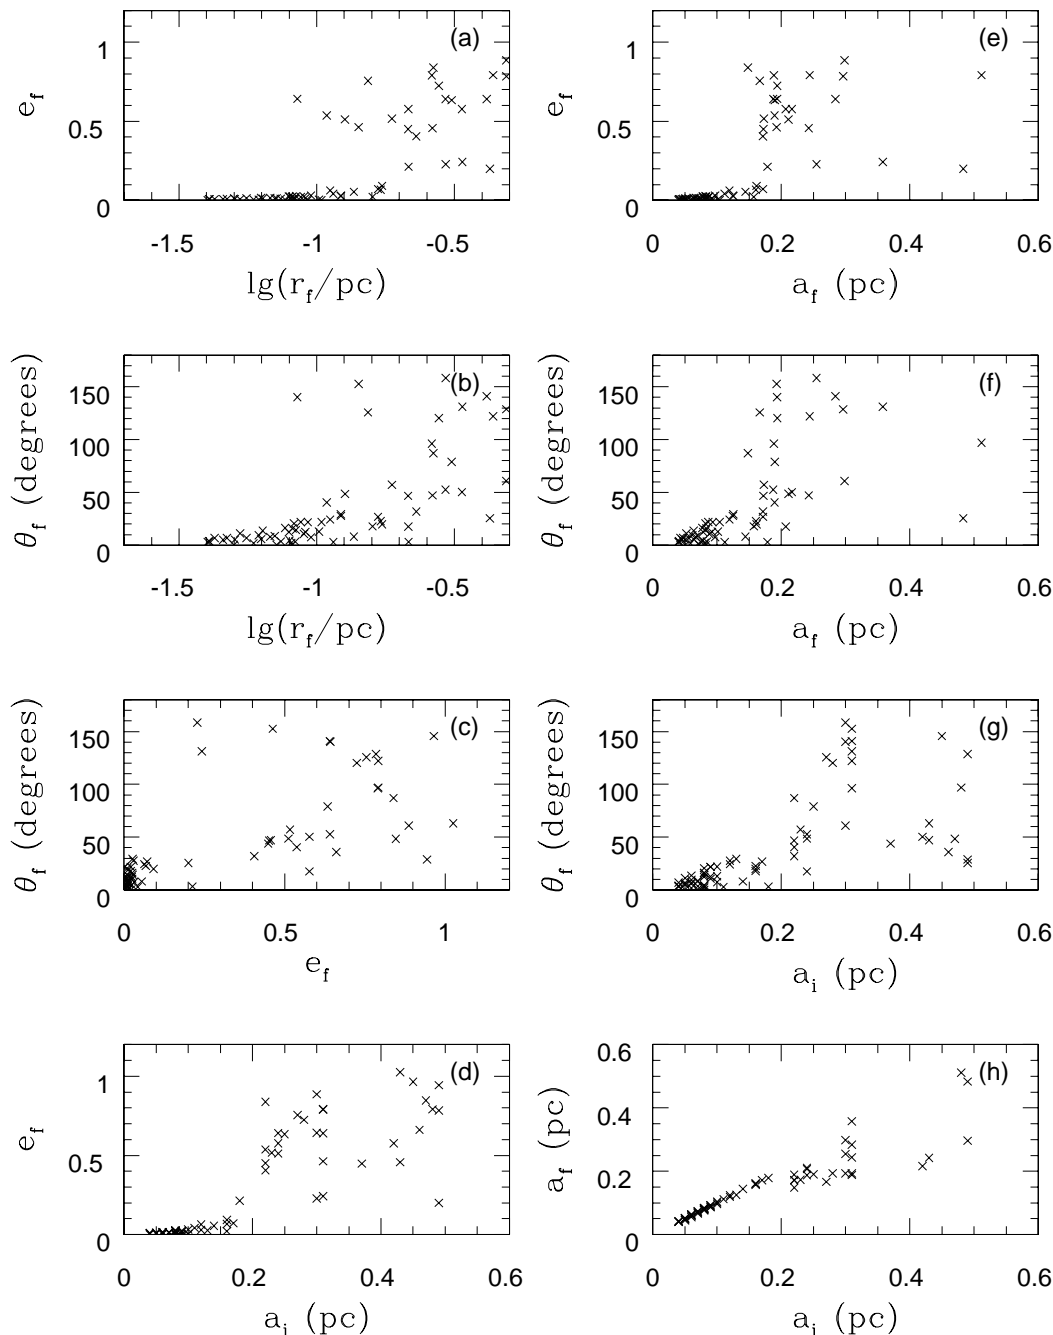 (a)
1
0.5
0
e_f
-1.5 -1 -0.5
lg(r_f/pc)
(e)
1
0.5
0
e_f
0 0.2 0.4 0.6
a_f (pc)
(b)
150
100
50
0
θ_f (degrees)
-1.5 -1 -0.5
lg(r_f/pc)
(f)
150
100
50
0
θ_f (degrees)
0 0.2 0.4 0.6
a_f (pc)
(c)
150
100
50
0
θ_f (degrees)
0 0.5 1
e_f
(g)
150
100
50
0
θ_f (degrees)
0 0.2 0.4 0.6
a_i (pc)
(d)
1
0.5
0
e_f
0 0.2 0.4 0.6
a_i (pc)
(h)
0.6
0.4
0.2
0
a_f (pc)
0 0.2 0.4 0.6
a_i (pc)